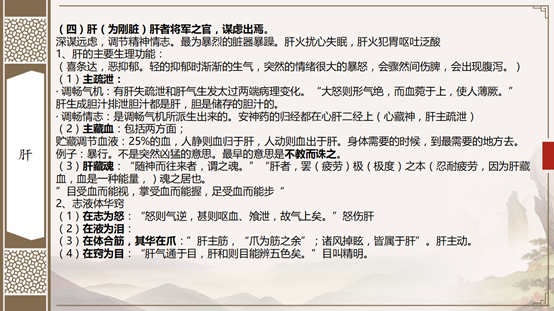 肝
（四）肝（为刚脏）肝者将军之官，谋虑出焉。
深谋远虑，调节精神情志。最为暴烈的脏器暴躁。肝火扰心失眠，肝火犯胃呕吐泛酸
1、肝的主要生理功能：
（喜条达，恶抑郁。轻的抑郁时渐渐的生气，突然的情绪很大的暴怒，会骤然间伤脾，会出现腹泻。）
（1）主疏泄：
· 调畅气机：有肝失疏泄和肝气生发太过两端病理变化。“大怒则形气绝，而血菀于上，使人薄厥。”
肝生成胆汁排泄胆汁都是肝，胆是储存的胆汁的。
· 调畅情志：是调畅气机所派生出来的。安神药的归经都在心肝二经上（心藏神，肝主疏泄）
（2）主藏血：包括两方面；
贮藏调节血液：25%的血，人静则血归于肝，人动则血出于肝。身体需要的时候，到最需要的地方去。
例子：暴行。不是突然凶猛的意思。最早的意思是不教而诛之。
（3）肝藏魂：“随神而往来者，谓之魂。” “肝者，罢（疲劳）极（极度）之本（忍耐疲劳，因为肝藏
血，血是一种能量，）魂之居也。
”目受血而能视，掌受血而能握，足受血而能步“
2、志液体华窍
（1）在志为怒：“怒则气逆，甚则呕血、飧泄，故气上矣。”怒伤肝
（2）在液为泪：
（3）在体合筋，其华在爪：”肝主筋，“爪为筋之余”；诸风掉眩，皆属于肝”。肝主动。
（4）在窍为目：“肝气通于目，肝和则目能辨五色矣。”目叫精明。